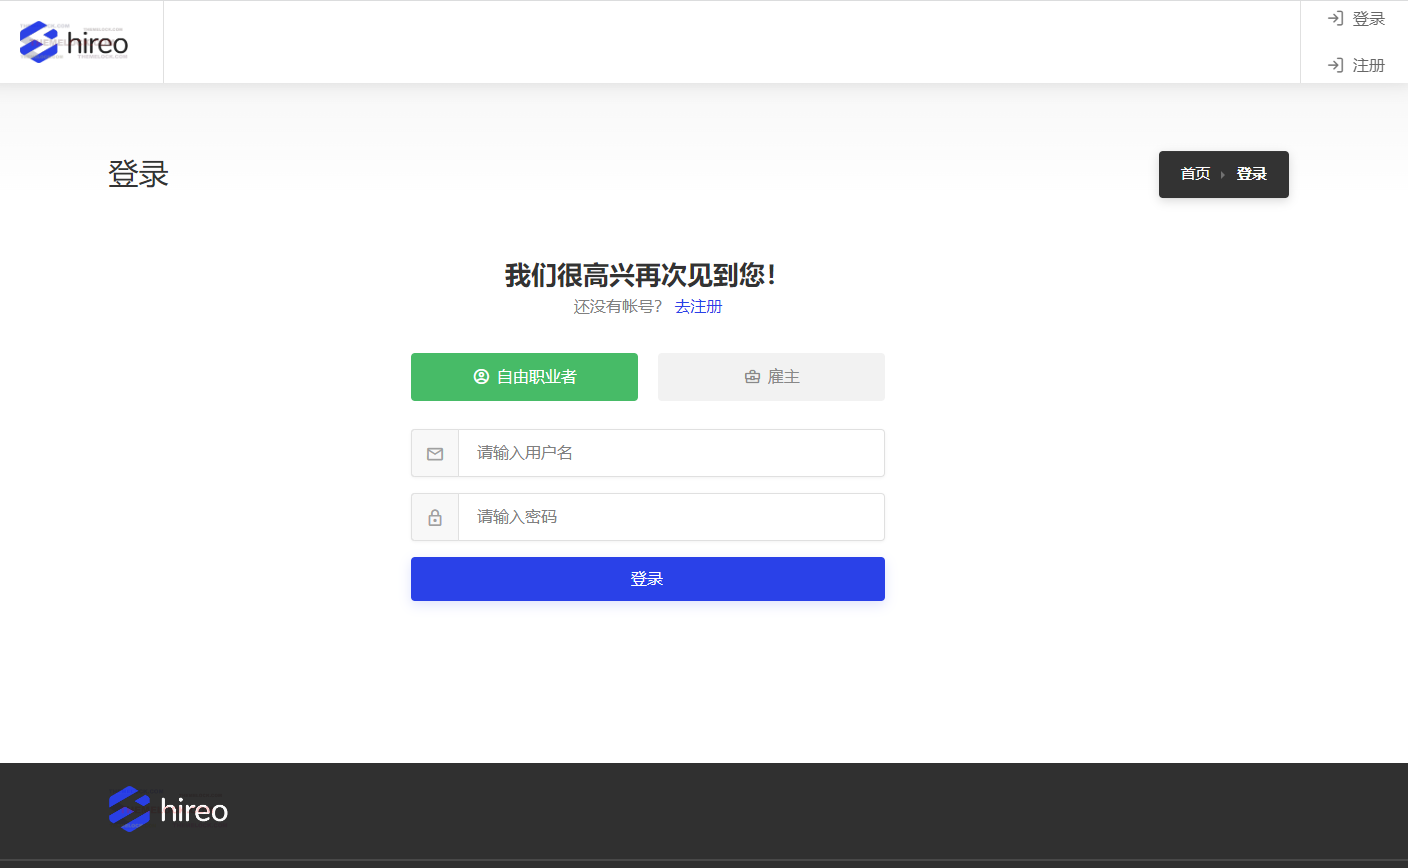 hireo
登录
注册
登录
首页 登录
我们很高兴再次见到您!
还没有帐号? 去注册
自由职业者 雇主
请输入用户名
请输入密码
登录
hireo